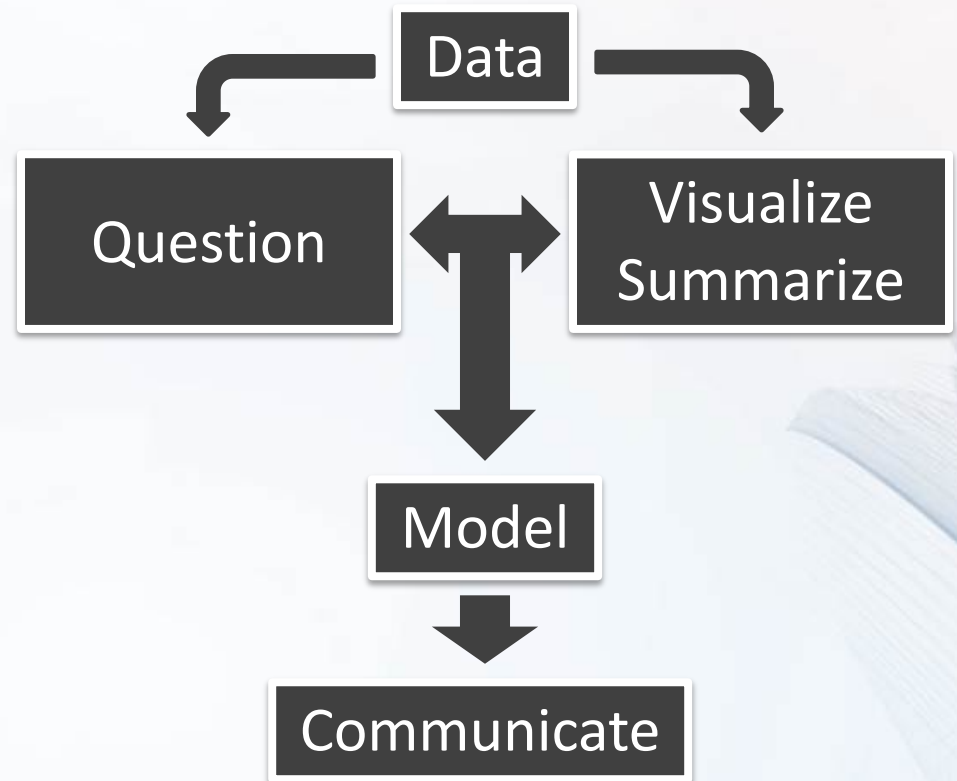 Data
Question
Visualize
Summarize
Model
Communicate